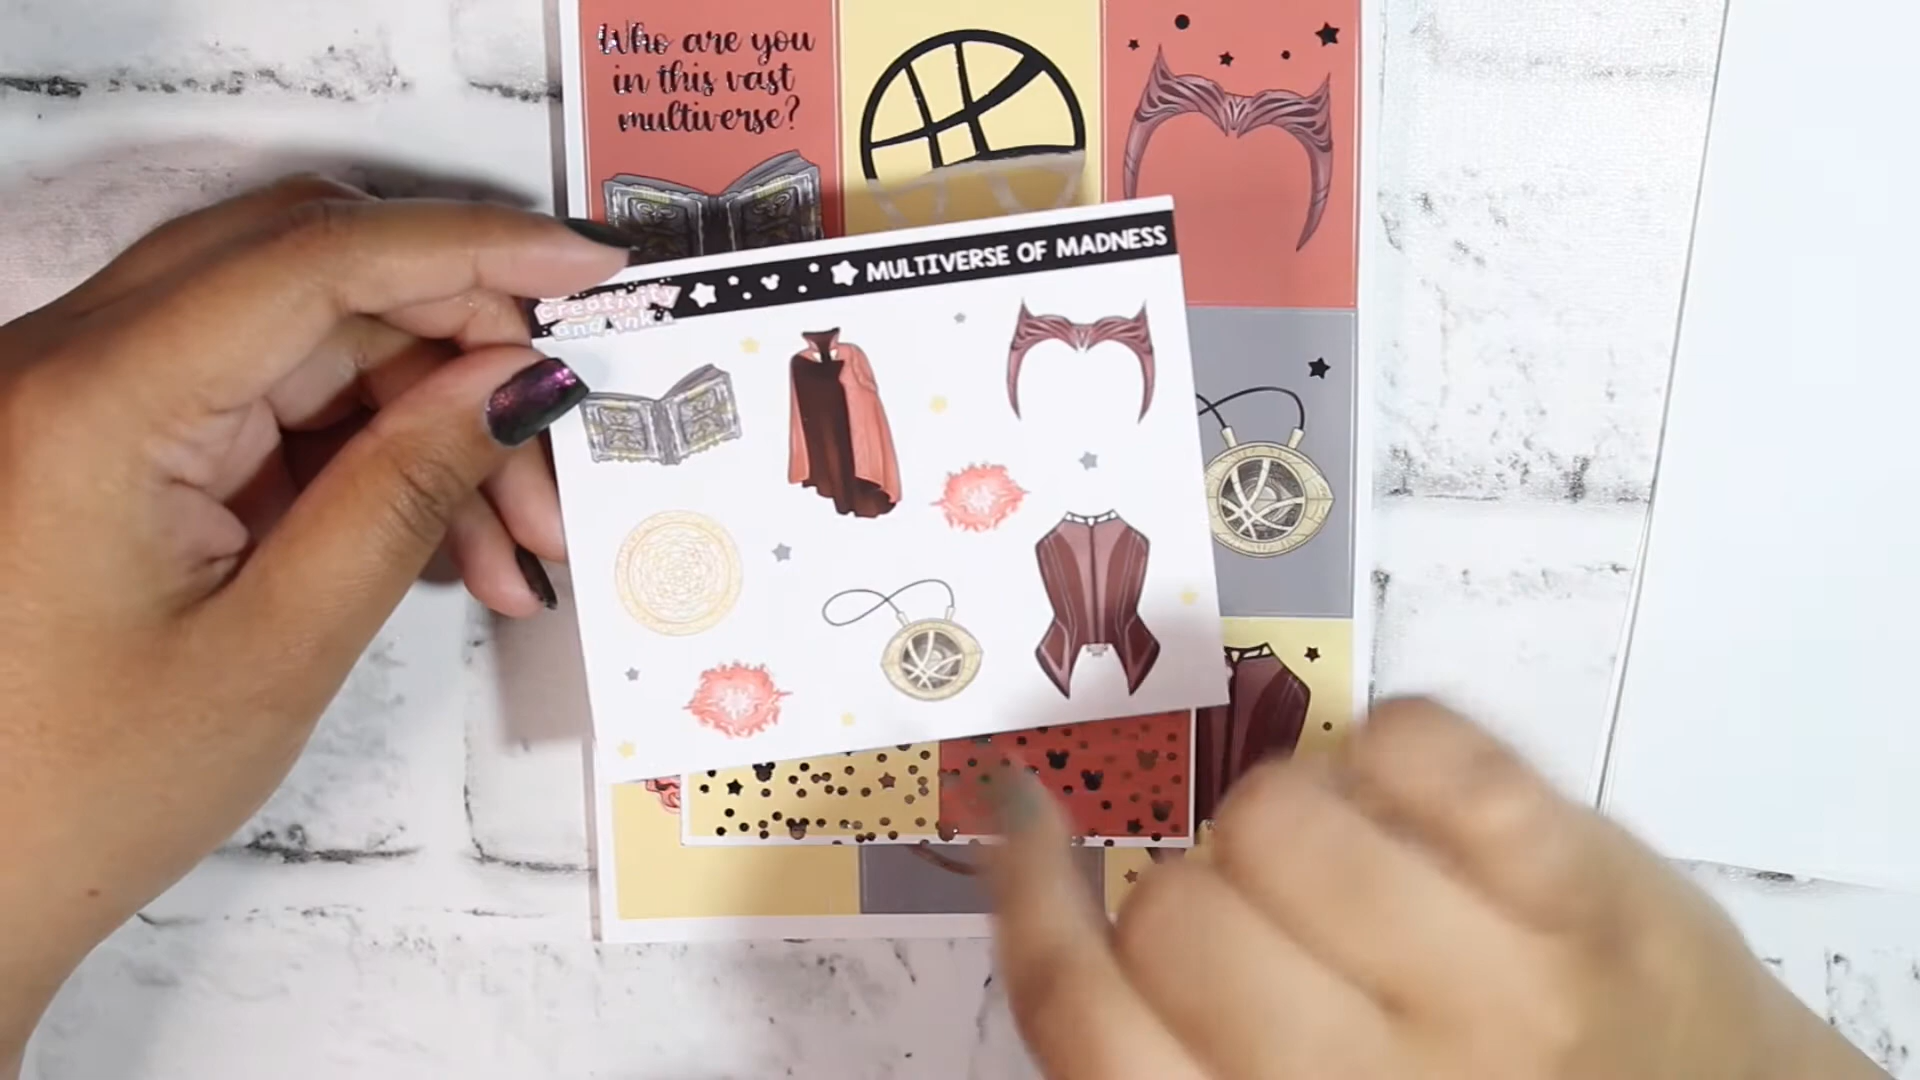 Who are you
in this vast
multiverse?
MULTIVERSE OF MADNESS
creativity
and ink